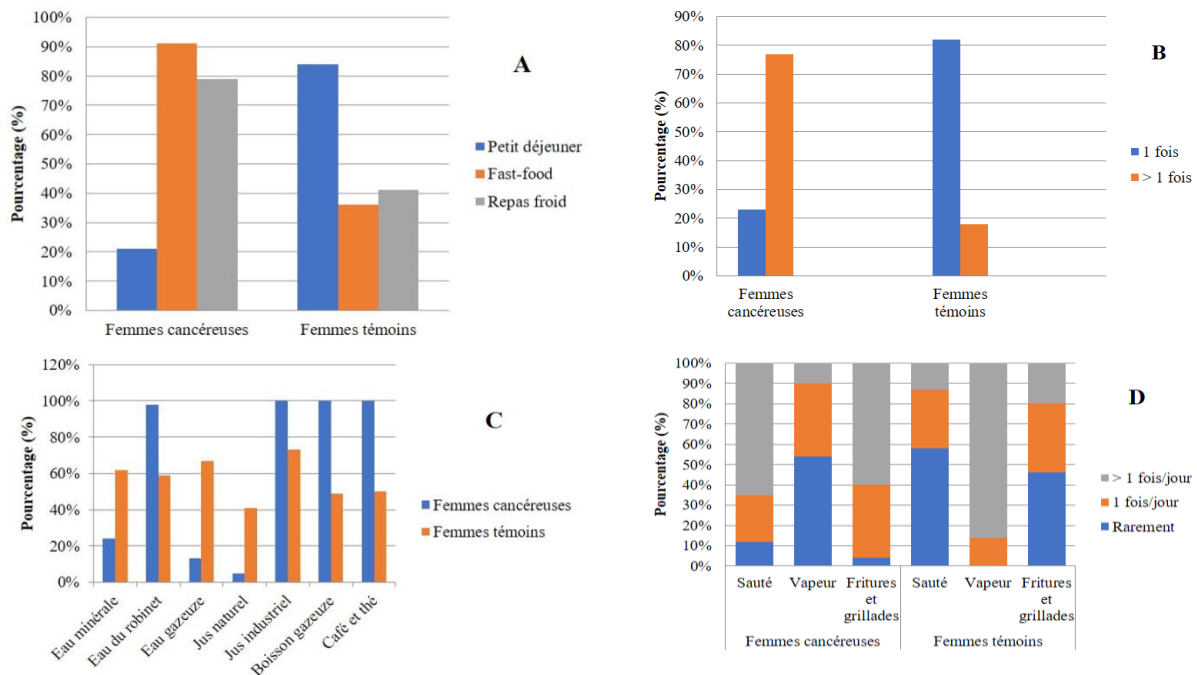 100%
90%
80%
70%
60%
50%
40%
30%
20%
10%
0%
Pourcentage (%)
Femmes cancéreuses
Femmes témoins
A
Petit déjeuner
Fast-food
Repas froid
90%
80%
70%
60%
50%
40%
30%
20%
10%
0%
Pourcentage (%)
Femmes
cancéreuses
Femmes
témoins
B
1 fois
> 1 fois
120%
100%
80%
60%
40%
20%
0%
Pourcentage (%)
Eau minérale
Eau du robinet
Eau gazeuze
Jus naturel
Jus industriel
Boisson gazeuze
Café et thé
C
Femmes cancéreuses
Femmes témoins
100%
90%
80%
70%
60%
50%
40%
30%
20%
10%
0%
Pourcentage (%)
Sauté
Vapeur
Fritures
et
grillades
Sauté
Vapeur
Fritures
et
grillades
Femmes cancéreuses
Femmes témoins
D
> 1 fois/jour
1 fois/jour
Rarement